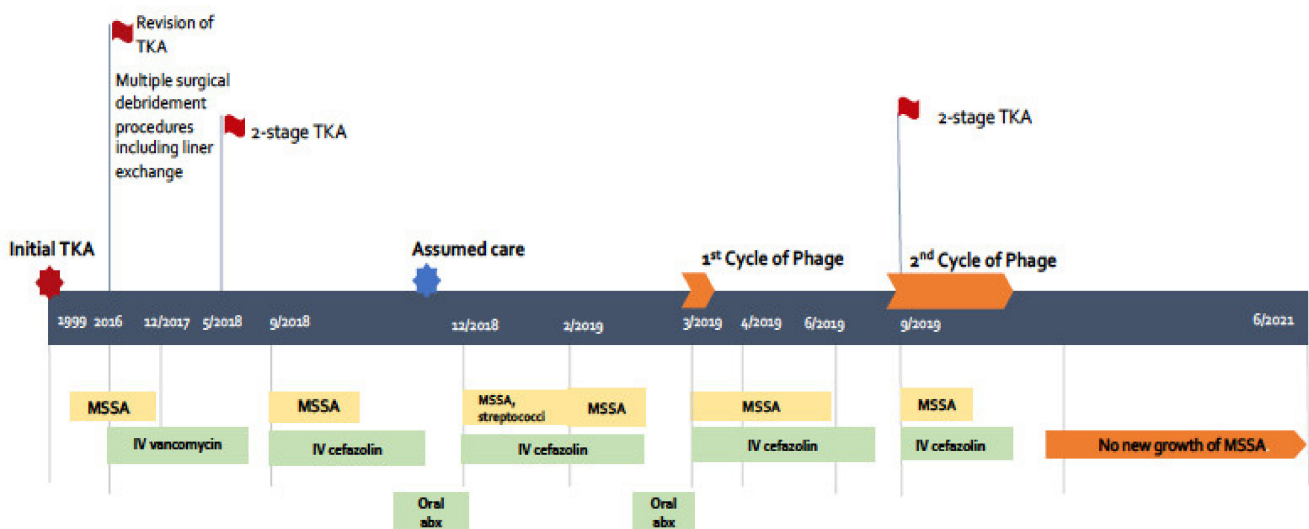 Revision of
TKA
Multiple surgical
debridement
procedures
including liner
exchange
2-stage TKA
2-stage TKA
Initial TKA
Assumed care
1st Cycle of Phage
2nd Cycle of Phage
1999 2016 12/2017 5/2018 9/2018 12/2018 2/2019 3/2019 4/2019 6/2019 9/2019 6/2021
MSSA
MSSA
MSSA,
streptococci
MSSA
MSSA
MSSA
IV vancomycin
IV cefazolin
IV cefazolin
IV cefazolin
IV cefazolin
No new growth of MSSA.
Oral
abx
Oral
abx